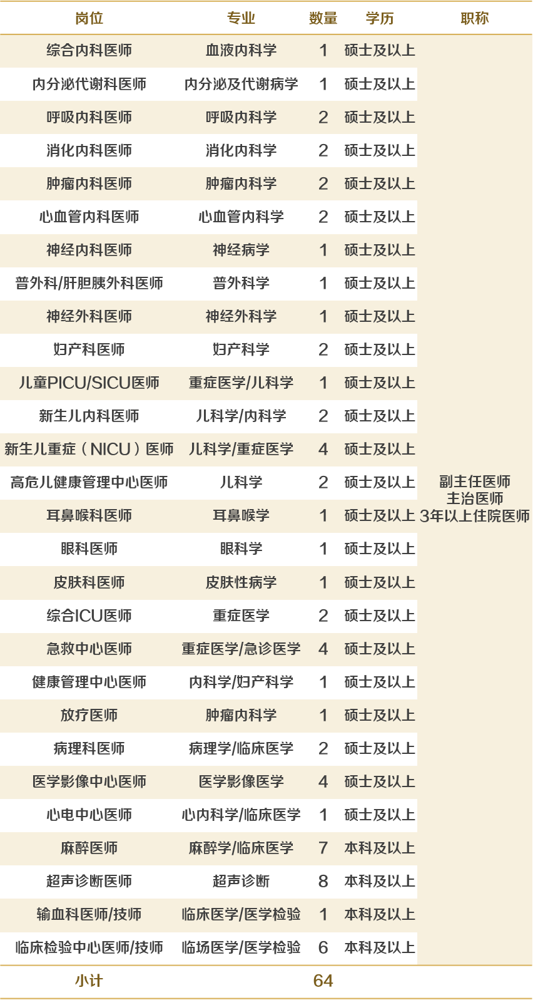 岗位 专业 数量 学历 职称
综合内科医师 血液内科学 1 硕士及以上
内分泌代谢科医师 内分泌及代谢病学 1 硕士及以上
呼吸内科医师 呼吸内科学 2 硕士及以上
消化内科医师 消化内科学 2 硕士及以上
肿瘤内科医师 肿瘤内科学 2 硕士及以上
心血管内科医师 心血管内科学 2 硕士及以上
神经内科医师 神经病学 1 硕士及以上
普外科/肝胆胰外科医师 普外科学 1 硕士及以上
神经外科医师 神经外科学 1 硕士及以上
妇产科医师 妇产科学 2 硕士及以上
儿童PICU/SICU医师 重症医学/儿科学 1 硕士及以上
新生儿内科医师 儿科学/内科学 2 硕士及以上
新生儿重症（NICU）医师 儿科学/重症医学 4 硕士及以上
高危儿健康管理中心医师 儿科学 2 硕士及以上 副主任医师
主治医师
耳鼻喉科医师 耳鼻喉学 1 硕士及以上 3年以上住院医师
眼科医师 眼科学 1 硕士及以上
皮肤科医师 皮肤性病学 1 硕士及以上
综合ICU医师 重症医学 2 硕士及以上
急救中心医师 重症医学/急诊医学 4 硕士及以上
健康管理中心医师 内科学/妇产科学 1 硕士及以上
放疗医师 肿瘤内科学 1 硕士及以上
病理科医师 病理学/临床医学 2 硕士及以上
医学影像中心医师 医学影像医学 4 硕士及以上
心电中心医师 心内科学/临床医学 1 硕士及以上
麻醉医师 麻醉学/临床医学 7 本科及以上
超声诊断医师 超声诊断 8 本科及以上
输血科医师/技师 临床医学/医学检验 1 本科及以上
临床检验中心医师/技师 临场医学/医学检验 6 本科及以上
小计 64